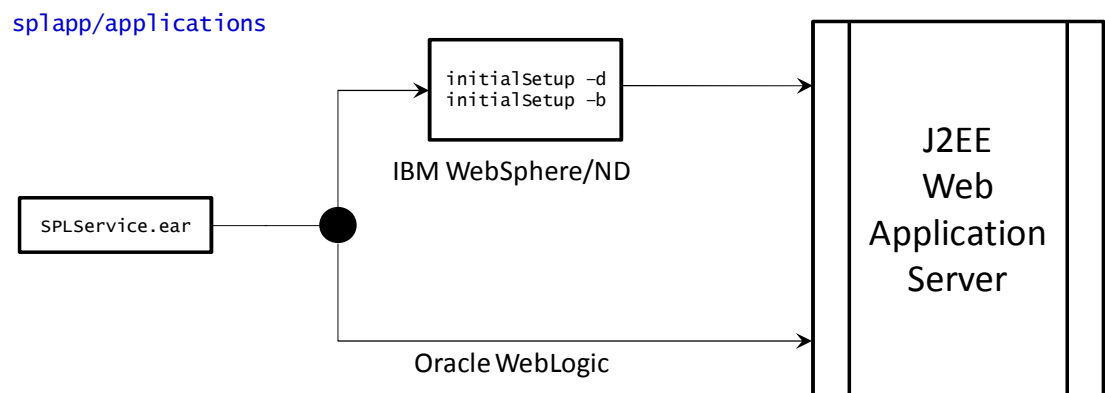 splapp/applications
initialSetup –d
initialSetup –b
IBM WebSphere/ND
SPLService.ear
J2EE
Web
Application
Server
Oracle WebLogic